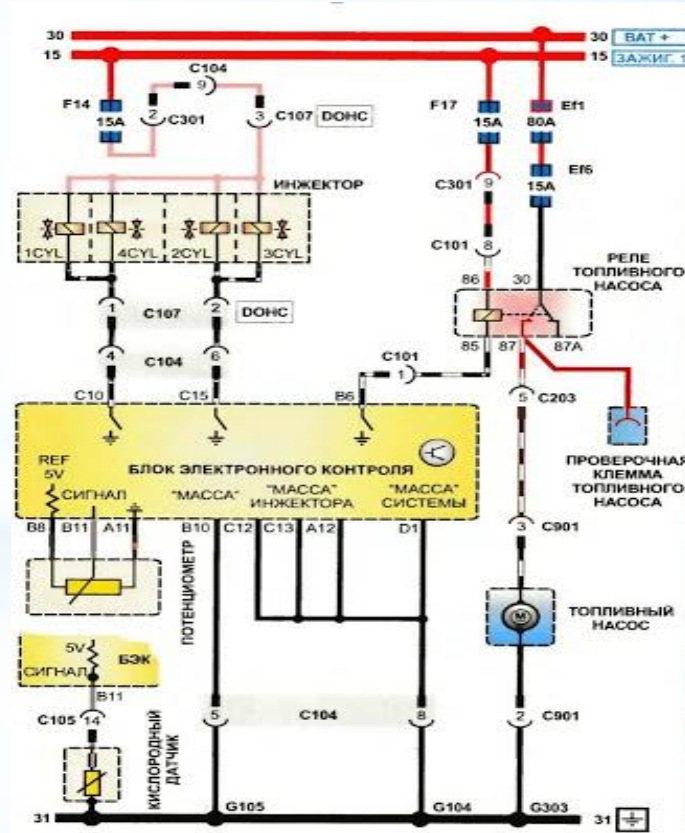 30 30 BAT +
15 15 ЗАЖИГ. 1
C104
9
F14 F17 Ef1
15A 2 C301 3 C107 DOHC 15A 80A
Ef6
C301 9 15A
ИНЖЕКТОР
C101 8
РЕЛЕ
ТОПЛИВНОГО
НАСОСА
1CYL 4CYL 2CYL 3CYL
86 30
1 C107 2 DOHC
85 87 87A
4 C104 6
C101
1
C10 C15 B6
5 C203
REF
5V
БЛОК ЭЛЕКТРОННОГО КОНТРОЛЯ
ПРОВЕРОЧНАЯ
КЛЕММА
ТОПЛИВНОГО
НАСОСА
СИГНАЛ "МАССА" "МАССА" ИНЖЕКТОРА "МАССА" СИСТЕМЫ
B8 B11 A11 B10 C12 C13 A12 D1
3 C901
ПОТЕНЦИОМЕТР
M
ТОПЛИВНЫЙ
НАСОС
5V
СИГНАЛ БЭК
B11
C105 14
5 C104 8 2 C901
КИСЛОРОДНЫЙ
ДАТЧИК
31 G105 G104 G303 31